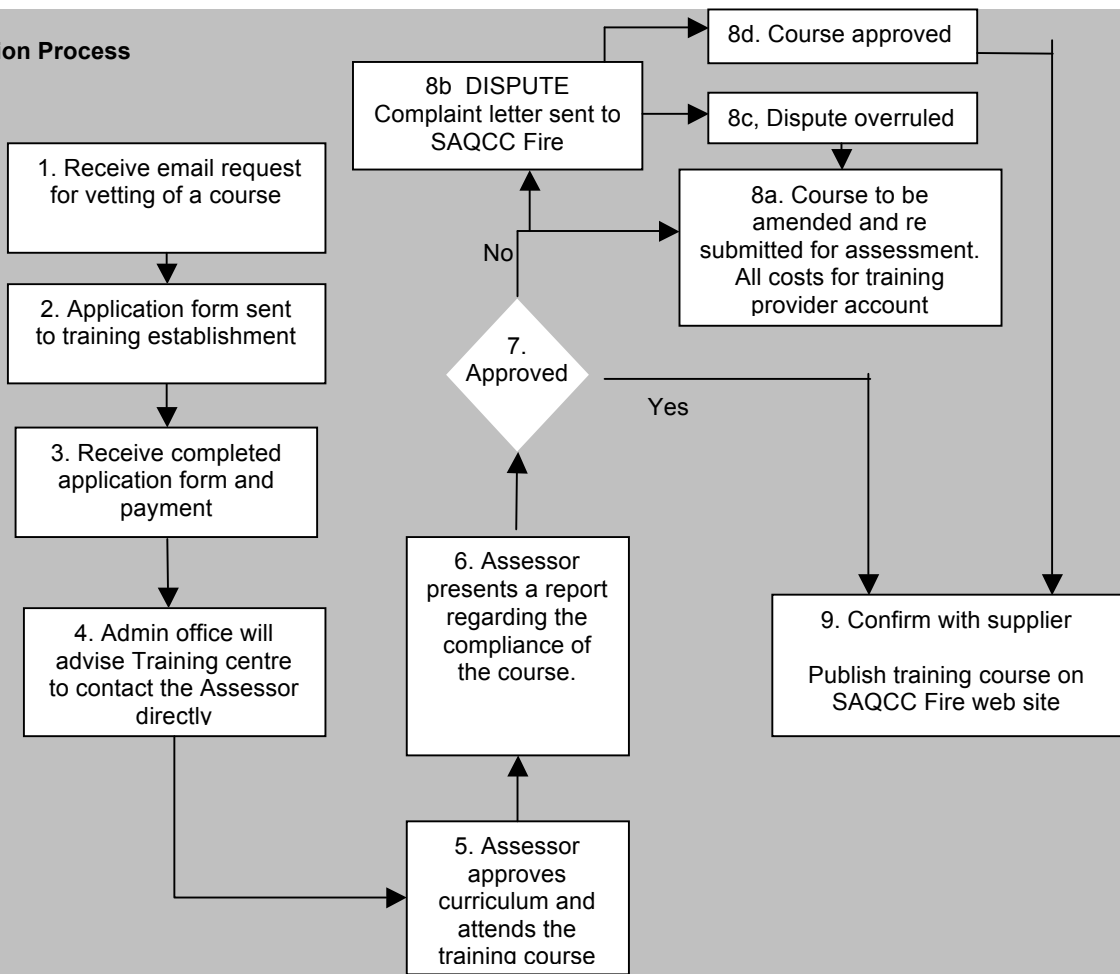 ion Process
1. Receive email request
for vetting of a course
2. Application form sent
to training establishment
3. Receive completed
application form and
payment
4. Admin office will
advise Training centre
to contact the Assessor
directly
5. Assessor
approves
curriculum and
attends the
training course
6. Assessor
presents a report
regarding the
compliance of
the course.
7.
Approved
No
Yes
8b DISPUTE
Complaint letter sent to
SAQCC Fire
8d. Course approved
8c, Dispute overruled
8a. Course to be
amended and re
submitted for assessment.
All costs for training
provider account
9. Confirm with supplier
Publish training course on
SAQCC Fire web site